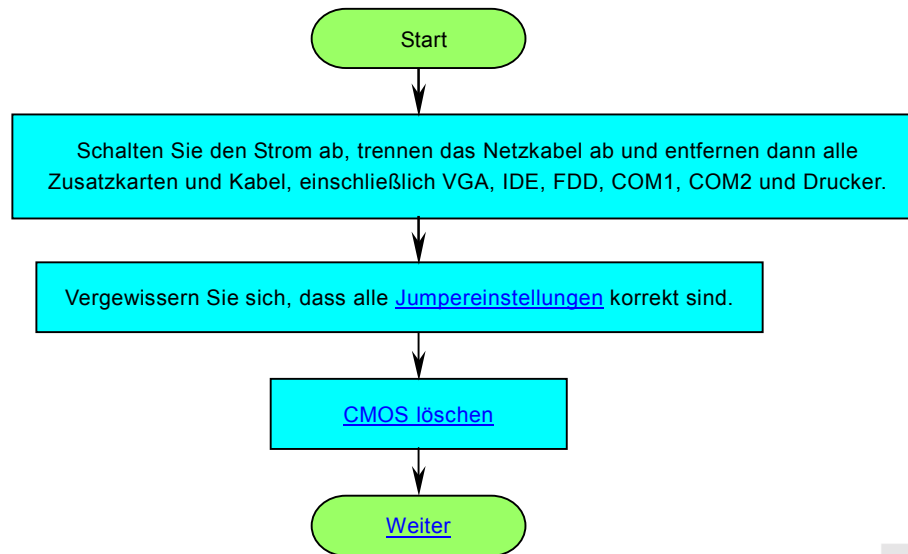 Start
Schalten Sie den Strom ab, trennen das Netzkabel ab und entfernen dann alle
Zusatzkarten und Kabel, einschließlich VGA, IDE, FDD, COM1, COM2 und Drucker.
Vergewissern Sie sich, dass alle Jumpereinstellungen korrekt sind.
CMOS löschen
Weiter